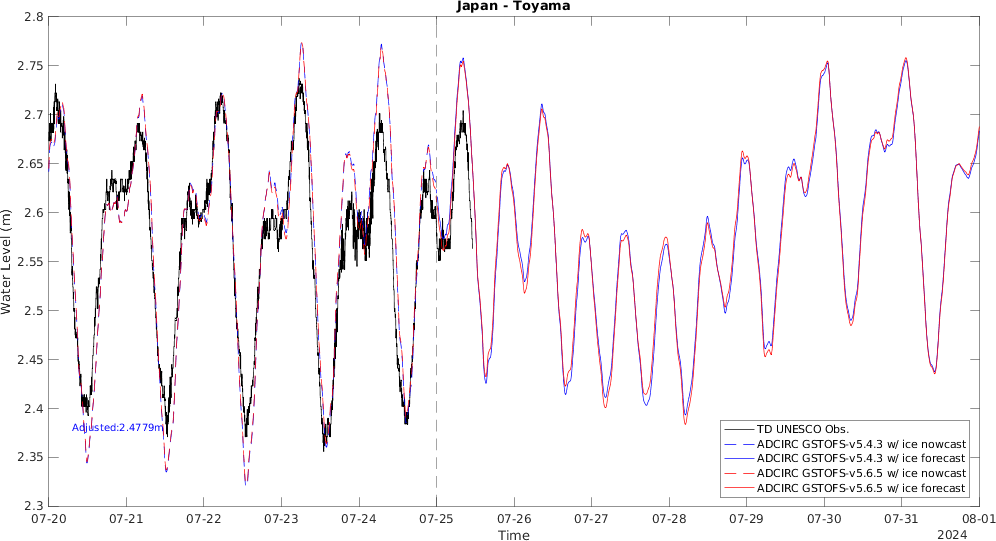 Japan - Toyama
2.8
2.75
2.7
2.65
2.6
2.55
2.5
2.45
2.4
2.35
2.3
Water Level (m)
Adjusted:2.4779m
TD UNESCO Obs.
ADCIRC GSTOFS-v5.4.3 w/ ice nowcast
ADCIRC GSTOFS-v5.4.3 w/ ice forecast
ADCIRC GSTOFS-v5.6.5 w/ ice nowcast
ADCIRC GSTOFS-v5.6.5 w/ ice forecast
07-20 07-21 07-22 07-23 07-24 07-25 07-26 07-27 07-28 07-29 07-30 07-31 08-01
Time
2024